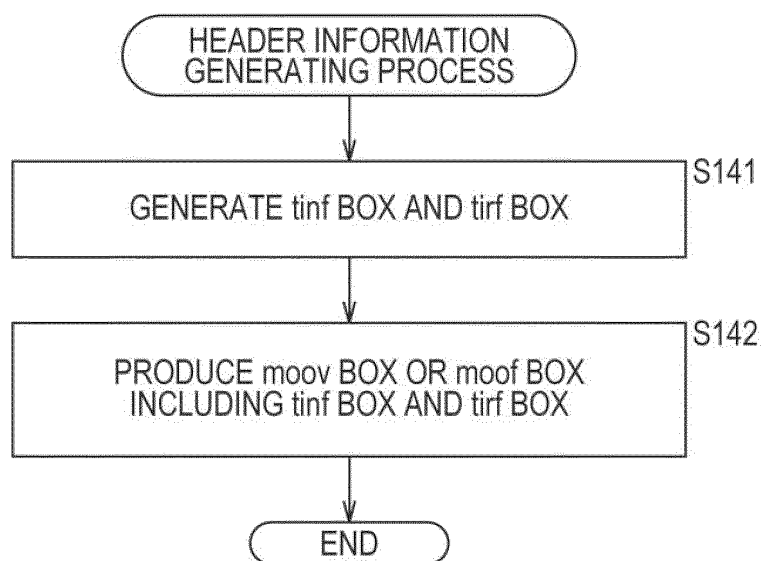 HEADER INFORMATION
GENERATING PROCESS
S141
GENERATE tinf BOX AND tirf BOX
S142
PRODUCE moov BOX OR moof BOX
INCLUDING tinf BOX AND tirf BOX
END